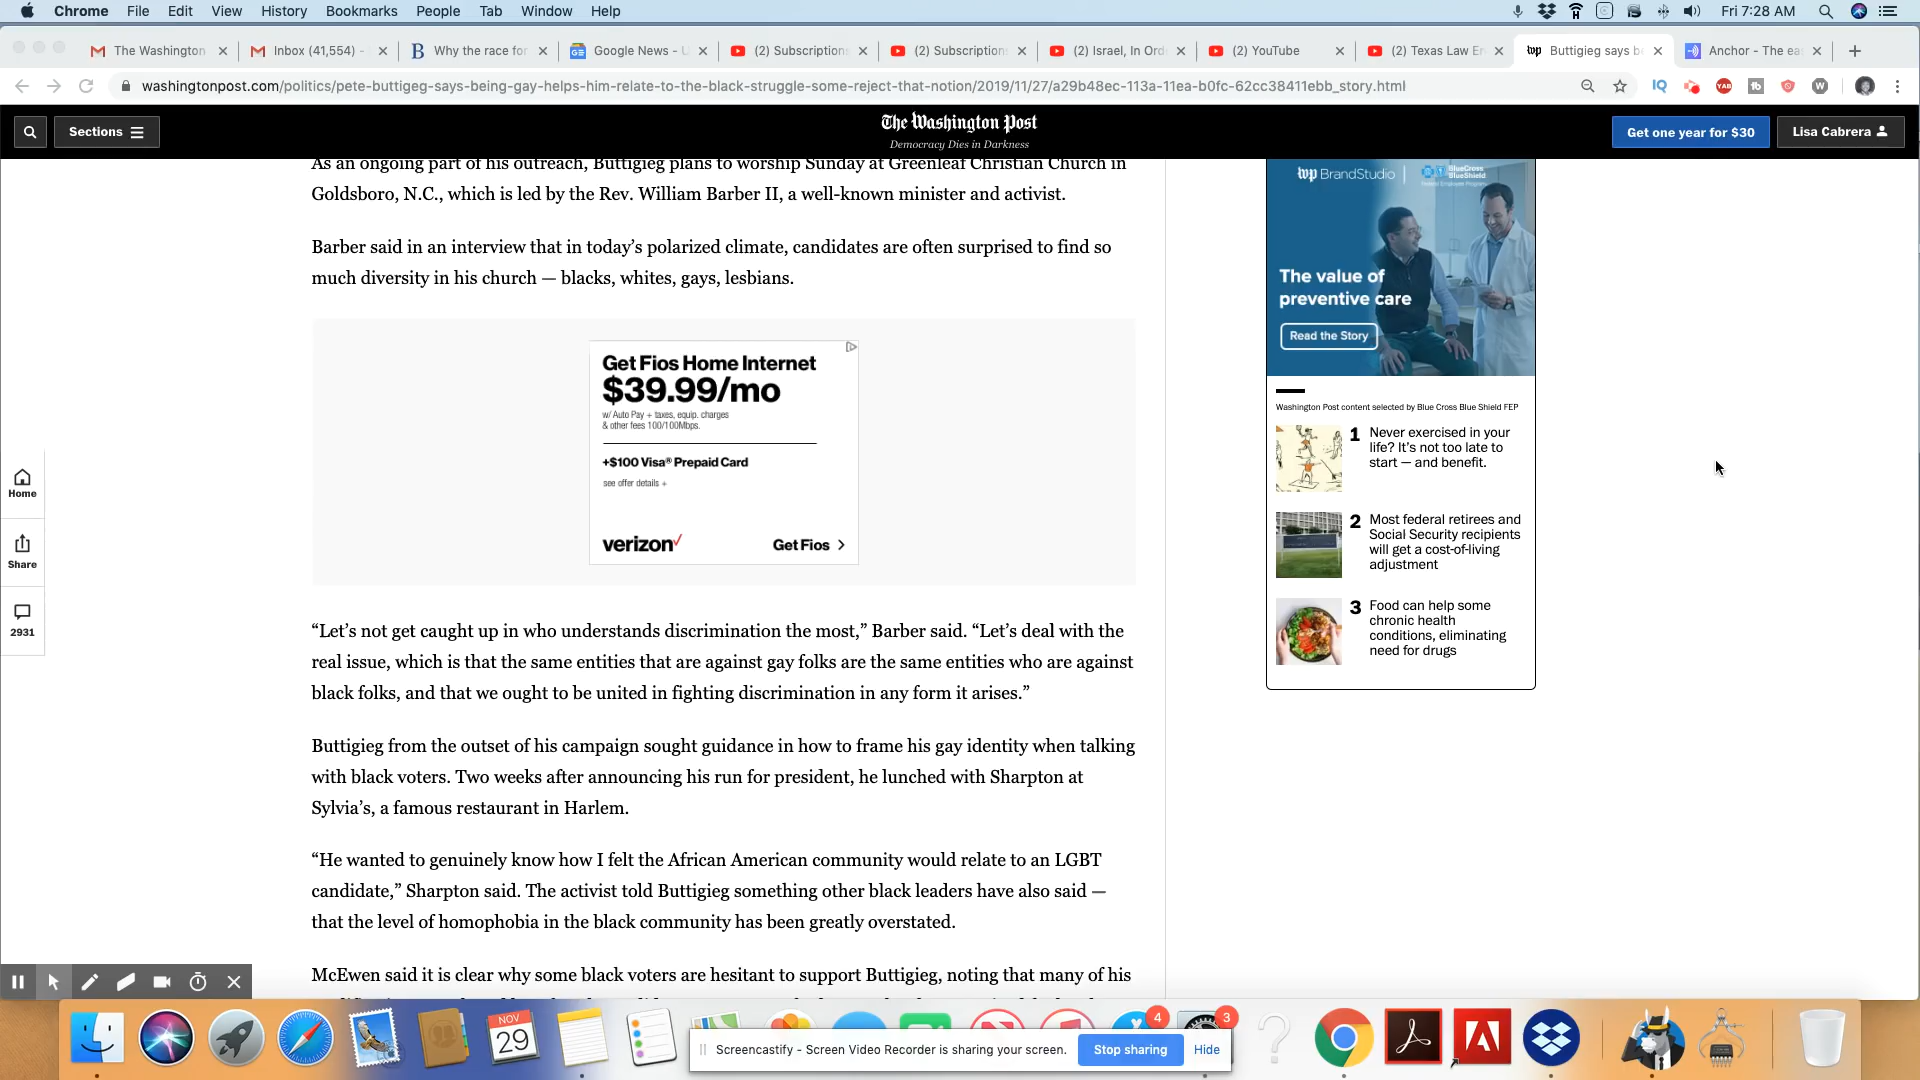 Chrome File Edit View History Bookmarks People Tab Window Help Fri 7:28 AM
The Washington Inbox (41,554) - Why the race for Google News - U (2) Subscription (2) Subscription (2) Israel, In Ord (2) YouTube (2) Texas Law En Buttigieg says b Anchor - The ea
washingtonpost.com/politics/pete-buttigeg-says-being-gay-helps-him-relate-to-the-black-struggle-some-reject-that-notion/2019/11/27/a29b48ec-113a-11ea-b0fc-62cc38411ebb_story.html
Sections
The Washington Post
Democracy Dies in Darkness
Get one year for $30
Lisa Cabrera
As an ongoing part of his outreach, Buttigieg plans to worship Sunday at Greenleaf Christian Church in
Goldsboro, N.C., which is led by the Rev. William Barber II, a well-known minister and activist.
Barber said in an interview that in today’s polarized climate, candidates are often surprised to find so
much diversity in his church — blacks, whites, gays, lesbians.
Get Fios Home Internet
$39.99/mo
w/ Auto Pay + taxes, equip. charges
& other fees 100/100Mbps.
+$100 Visa® Prepaid Card
see offer details +
verizon✓
Get Fios >
“Let’s not get caught up in who understands discrimination the most,” Barber said. “Let’s deal with the
real issue, which is that the same entities that are against gay folks are the same entities who are against
black folks, and that we ought to be united in fighting discrimination in any form it arises.”
Buttigieg from the outset of his campaign sought guidance in how to frame his gay identity when talking
with black voters. Two weeks after announcing his run for president, he lunched with Sharpton at
Sylvia’s, a famous restaurant in Harlem.
“He wanted to genuinely know how I felt the African American community would relate to an LGBT
candidate,” Sharpton said. The activist told Buttigieg something other black leaders have also said —
that the level of homophobia in the black community has been greatly overstated.
McEwen said it is clear why some black voters are hesitant to support Buttigieg, noting that many of his
Home
Share
2931
wp BrandStudio
BlueCross
BlueShield
Federal Employee Program
The value of
preventive care
Read the Story
Washington Post content selected by Blue Cross Blue Shield FEP
1 Never exercised in your
life? It’s not too late to
start — and benefit.
2 Most federal retirees and
Social Security recipients
will get a cost-of-living
adjustment
3 Food can help some
chronic health
conditions, eliminating
need for drugs
NOV
29
4
3
Screencastify - Screen Video Recorder is sharing your screen.
Stop sharing
Hide